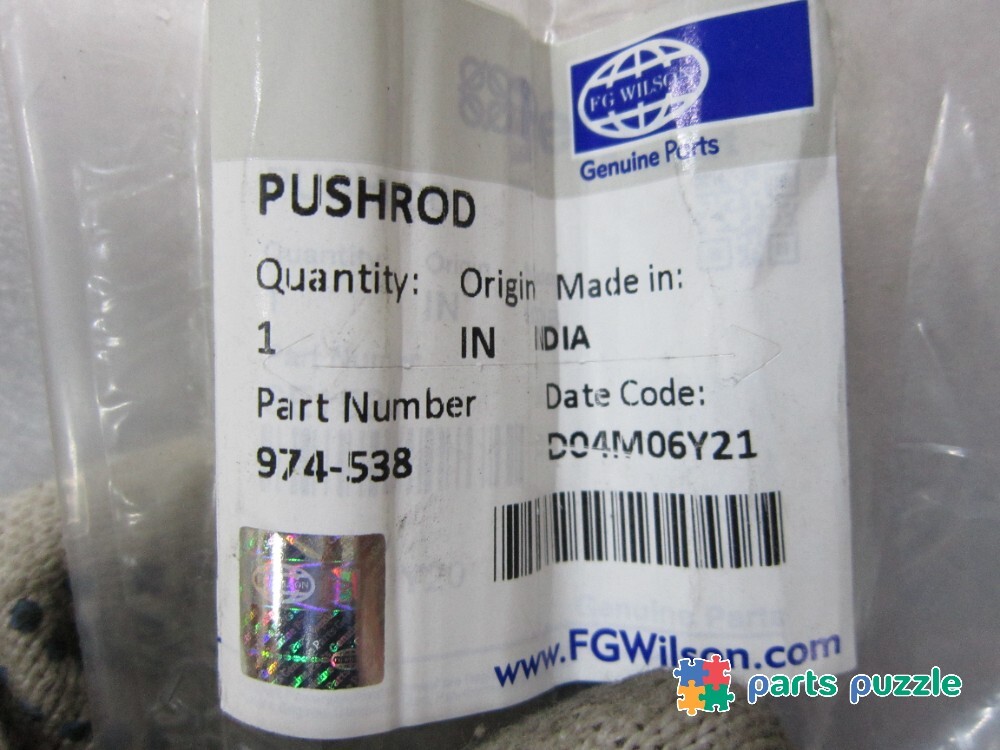 FG WILSON
Genuine Parts
PUSHROD
Quantity: Origin Made in:
1 IN INDIA
Part Number Date Code:
974-538 D04M06Y21
www.FGWilson.com
parts puzzle